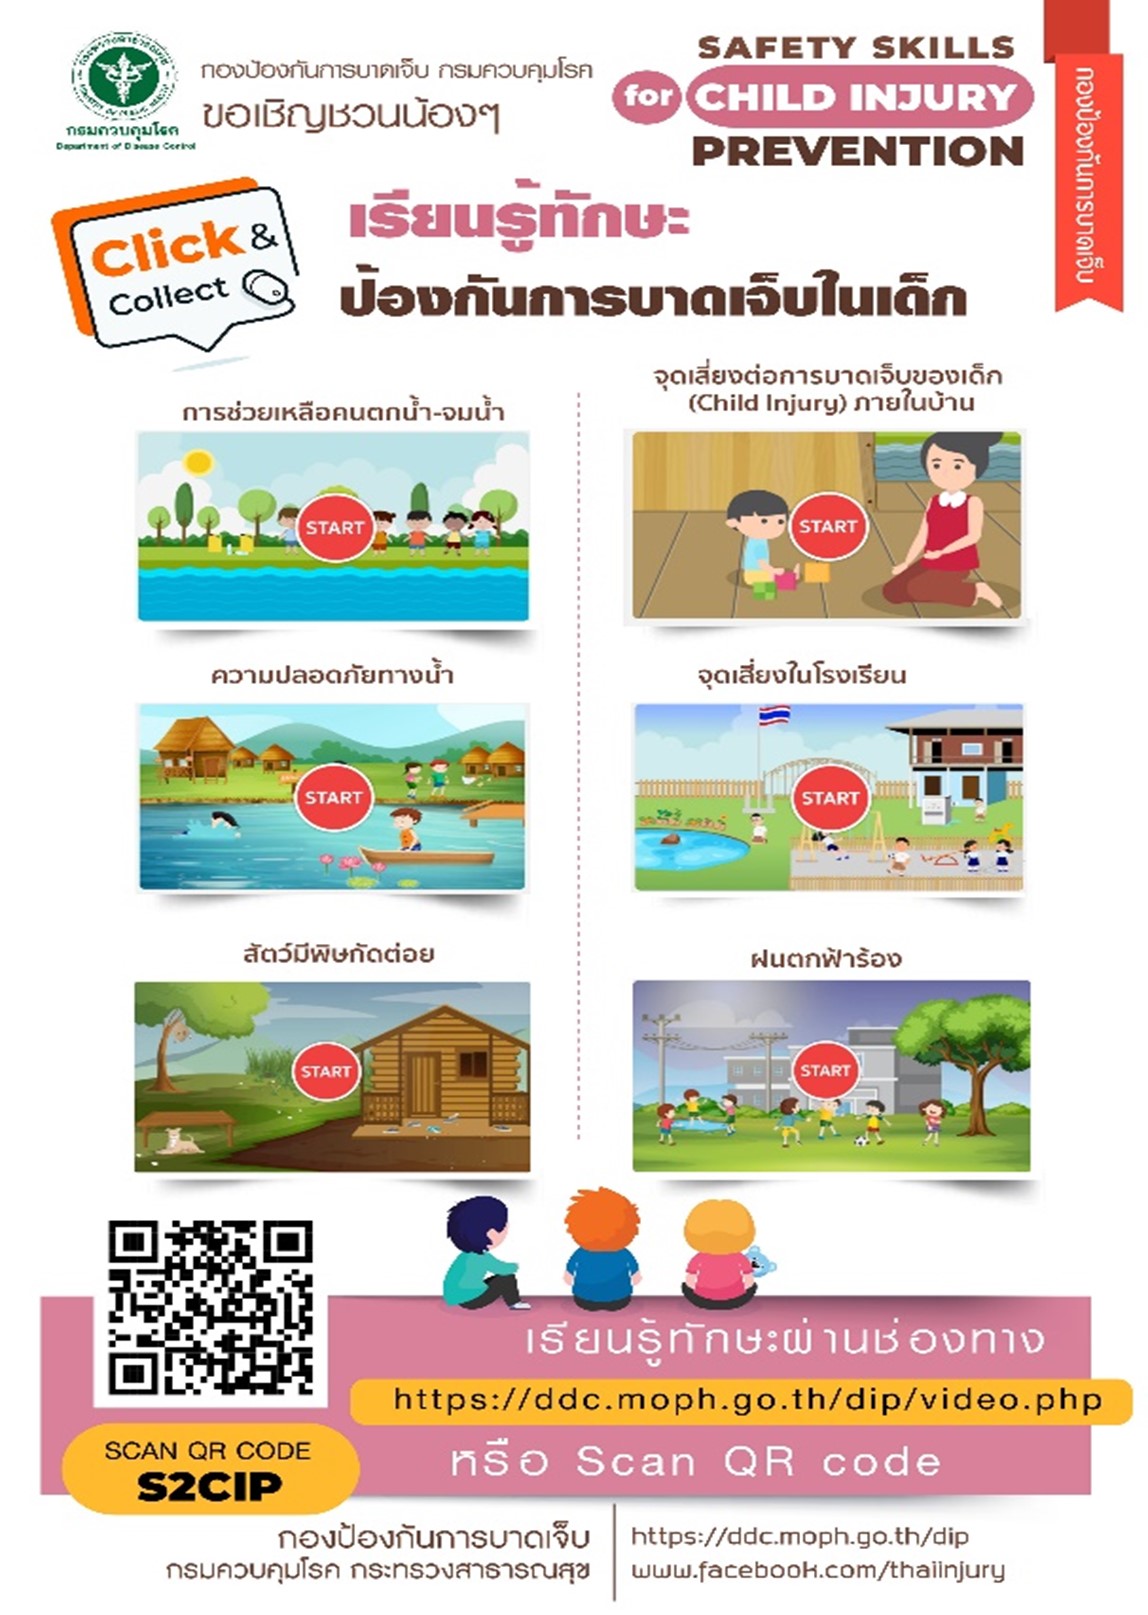 กรมควบคุมโรค
Department of Disease Control
กองป้องกันการบาดเจ็บ กรมควบคุมโรค
ขอเชิญชวนน้องๆ
SAFETY SKILLS
for CHILD INJURY
PREVENTION
กองป้องกันการบาดเจ็บ
Click &
Collect
เรียนรู้ทักษะ
ป้องกันการบาดเจ็บในเด็ก
การช่วยเหลือคนตกน้ำ-จมน้ำ
START
จุดเสี่ยงต่อการบาดเจ็บของเด็ก
(Child Injury) ภายในบ้าน
START
ความปลอดภัยทางน้ำ
START
จุดเสี่ยงในโรงเรียน
START
สัตว์มีพิษกัดต่อย
START
ฝนตกฟ้าร้อง
START
เรียนรู้ทักษะผ่านช่องทาง
https://ddc.moph.go.th/dip/video.php
หรือ Scan QR code
SCAN QR CODE
S2CIP
กองป้องกันการบาดเจ็บ
กรมควบคุมโรค กระทรวงสาธารณสุข
https://ddc.moph.go.th/dip
www.facebook.com/thaiinjury